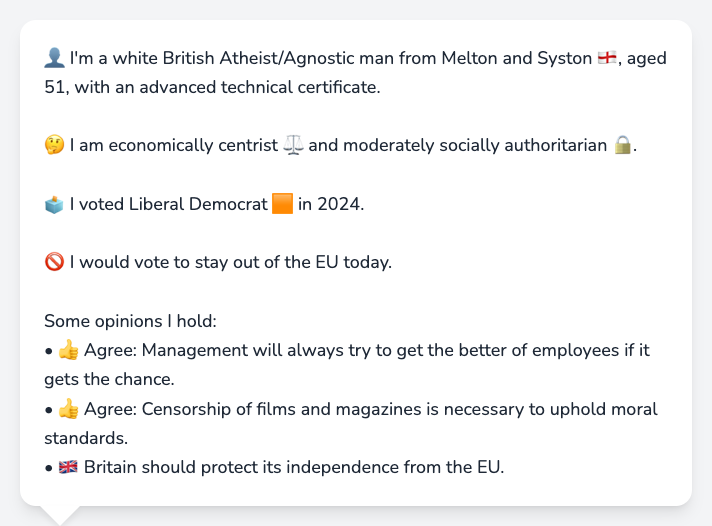 👤 I'm a white British Atheist/Agnostic man from Melton and Syston 🏴󠁧󠁢󠁥󠁮󠁧󠁿, aged
51, with an advanced technical certificate.
🤔 I am economically centrist ⚖️ and moderately socially authoritarian 🔒.
🗳️ I voted Liberal Democrat 🟧 in 2024.
🚫 I would vote to stay out of the EU today.
Some opinions I hold:
• 👍 Agree: Management will always try to get the better of employees if it
gets the chance.
• 👍 Agree: Censorship of films and magazines is necessary to uphold moral
standards.
• 🇬🇧 Britain should protect its independence from the EU.